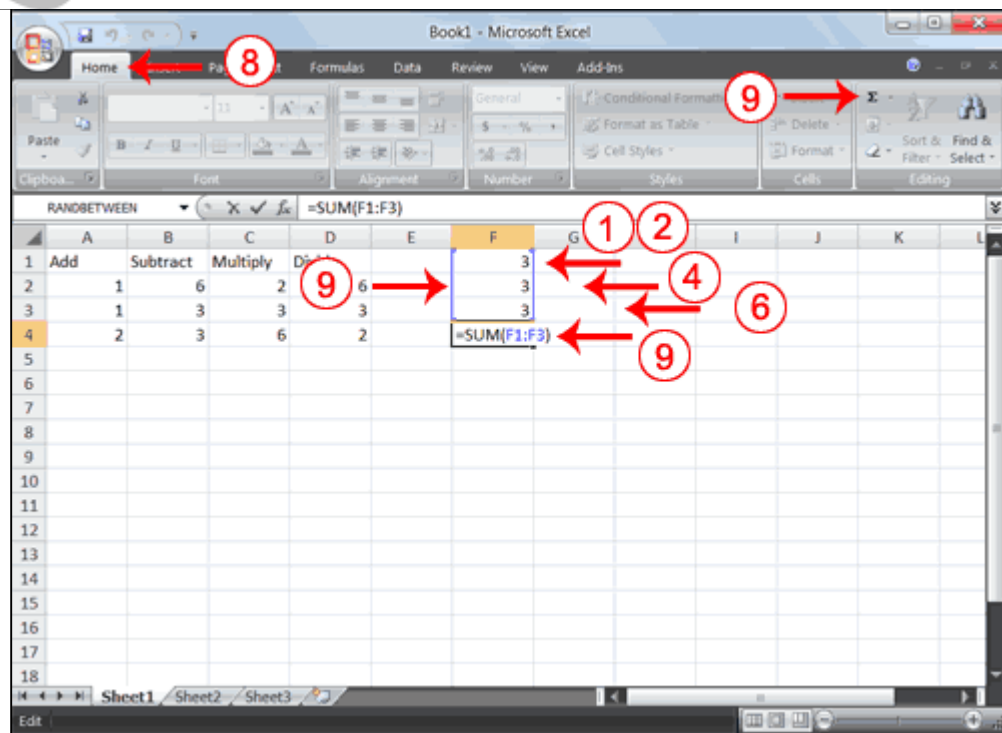 Book1 - Microsoft Excel
8
Home Formulas Data Review View Add-Ins
9
Paste
11
General
Conditional
Format as Table
Cell Styles
Delete
Format
Σ
Sort & Filter
Find & Select
B I U A
$ % ,
Font Alignment Number Styles Cells Editing
RANDBETWEEN fx =SUM(F1:F3)
A B C D E F G I J K L
1 2
1 Add Subtract Multiply 3
9 4
2 1 6 2 6 3
6
3 1 3 3 3 3
4 2 3 6 2 =SUM(F1:F3)
9
5
6
7
8
9
10
11
12
13
14
15
16
17
18
Sheet1 Sheet2 Sheet3
Edit